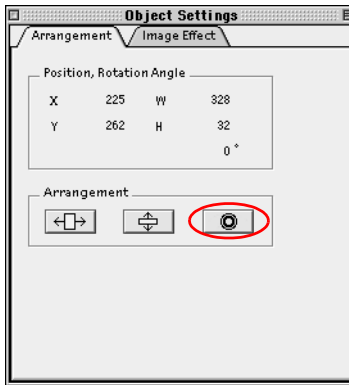 Object Settings
Arrangement Image Effect
Position, Rotation Angle
X 225 W 328
Y 262 H 32
0 °
Arrangement